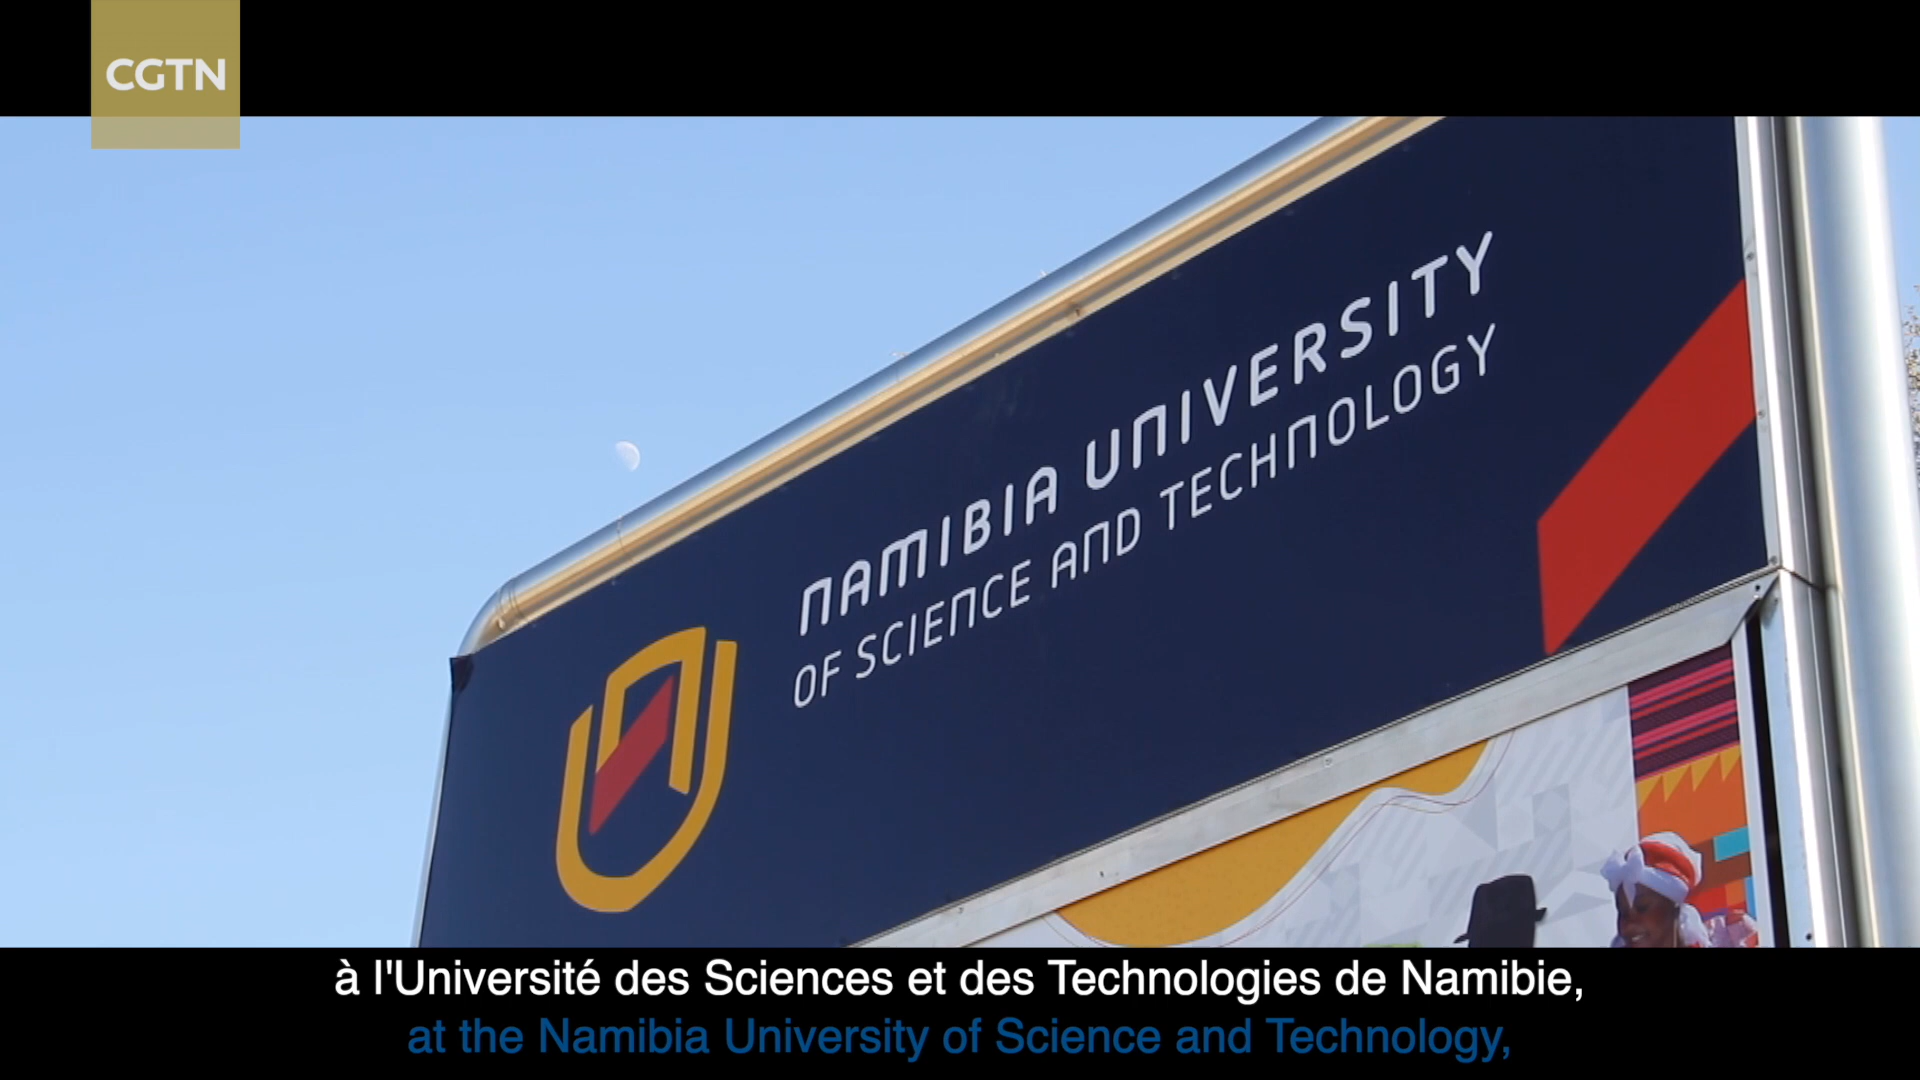 CGTN
NAMIBIA UNIVERSITY
OF SCIENCE AND TECHNOLOGY
à l'Université des Sciences et des Technologies de Namibie,
at the Namibia University of Science and Technology,